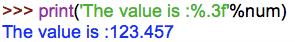 >>> print('The value is :%.3f'%num)
The value is :123.457